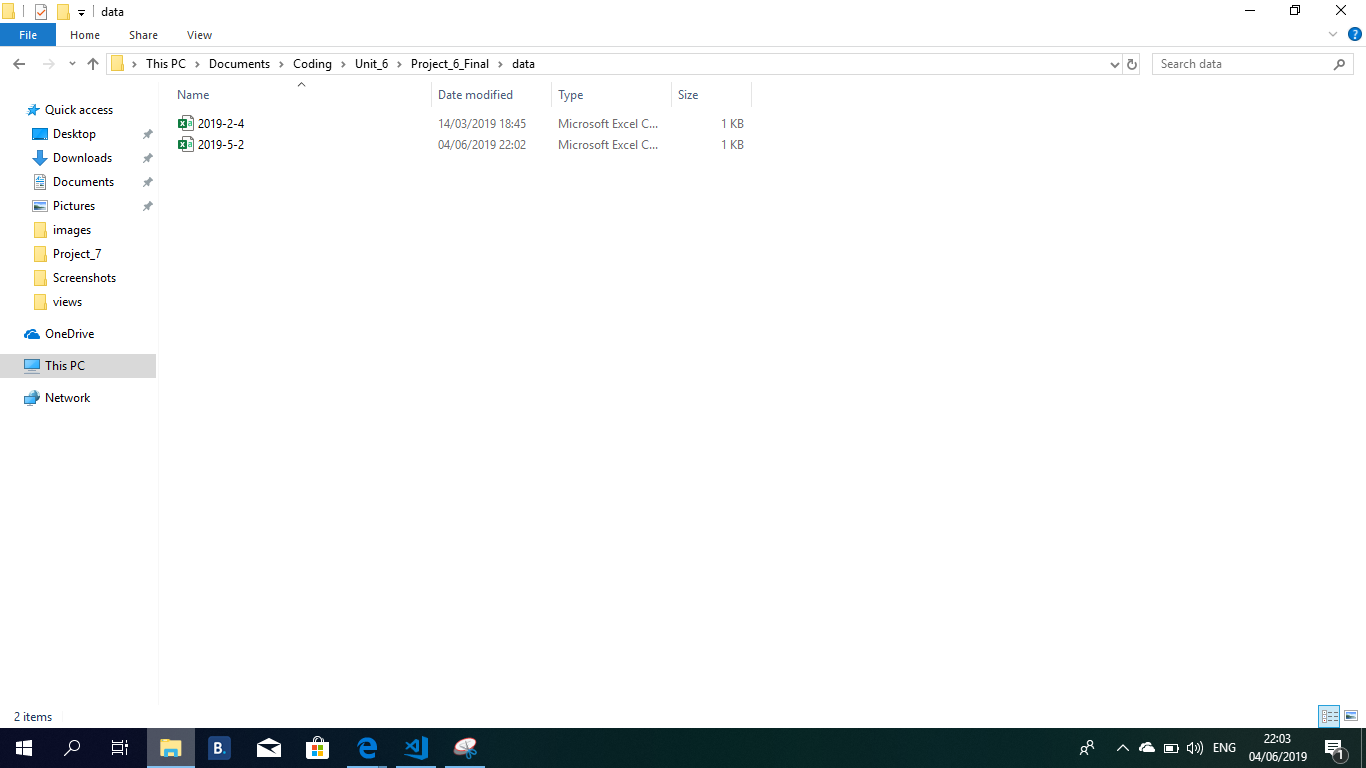 data
File Home Share View
This PC Documents Coding Unit_6 Project_6_Final data
Search data
Name Date modified Type Size
2019-2-4 14/03/2019 18:45 Microsoft Excel C... 1 KB
2019-5-2 04/06/2019 22:02 Microsoft Excel C... 1 KB
Quick access
Desktop
Downloads
Documents
Pictures
images
Project_7
Screenshots
views
OneDrive
This PC
Network
2 items
B.
ENG
22:03
04/06/2019
1